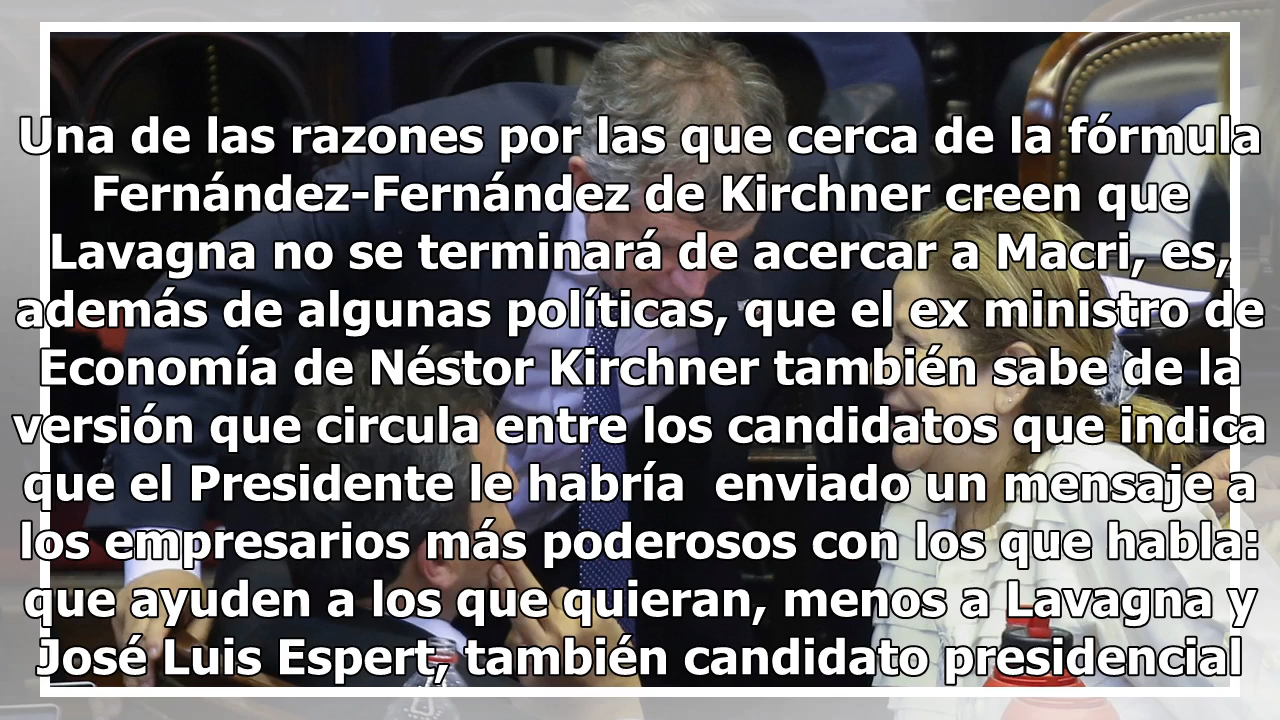 Una de las razones por las que cerca de la fórmula
Fernández-Fernández de Kirchner creen que
Lavagna no se terminará de acercar a Macri, es,
además de algunas políticas, que el ex ministro de
Economía de Néstor Kirchner también sabe de la
versión que circula entre los candidatos que indica
que el Presidente le habría  enviado un mensaje a
los empresarios más poderosos con los que habla:
que ayuden a los que quieran, menos a Lavagna y
José Luis Espert, también candidato presidencial